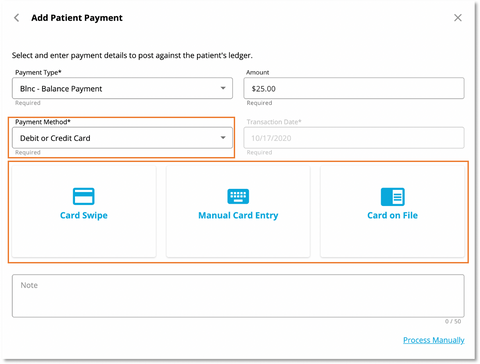 Add Patient Payment
Select and enter payment details to post against the patient's ledger.
Payment Type* Amount
Blnc - Balance Payment $25.00
Required Required
Payment Method* Transaction Date*
Debit or Credit Card 10/17/2020
Required Required
Card Swipe Manual Card Entry Card on File
Note
0 / 50
Process Manually